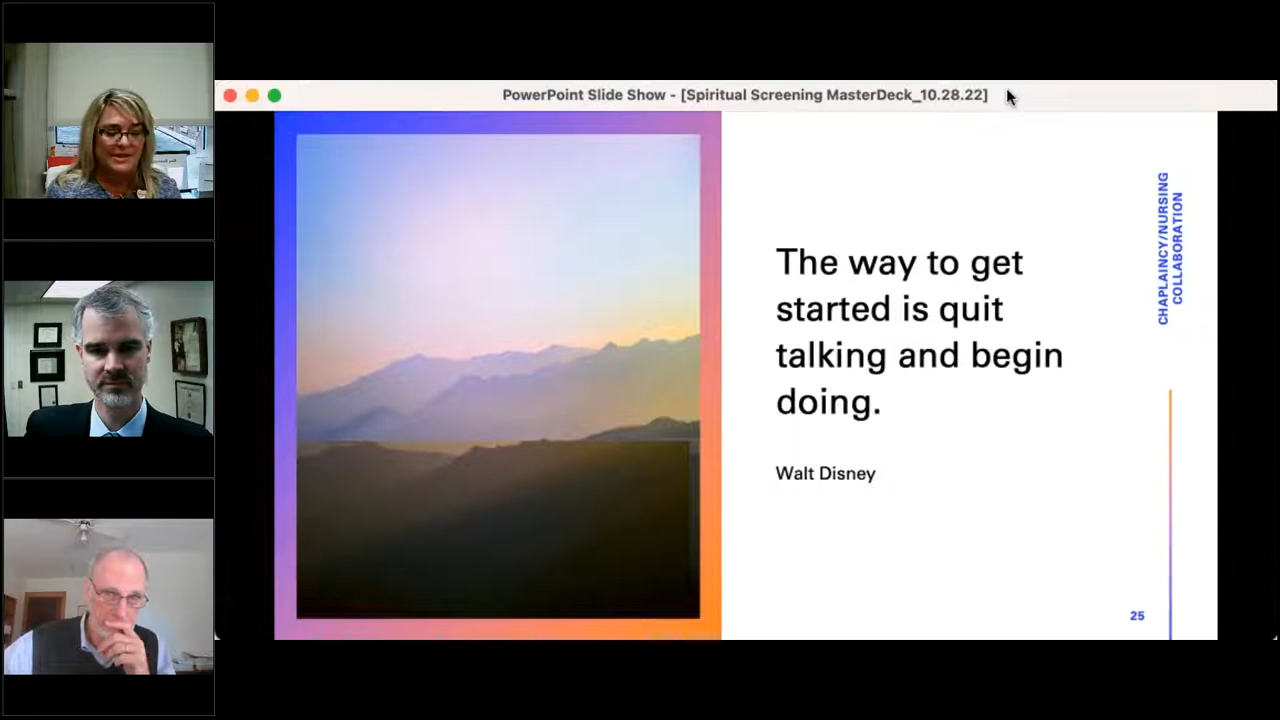 PowerPoint Slide Show - [Spiritual Screening MasterDeck_10.28.22]
The way to get
started is quit
talking and begin
doing.
Walt Disney
CHAPLAINCY/NURSING
COLLABORATION
25